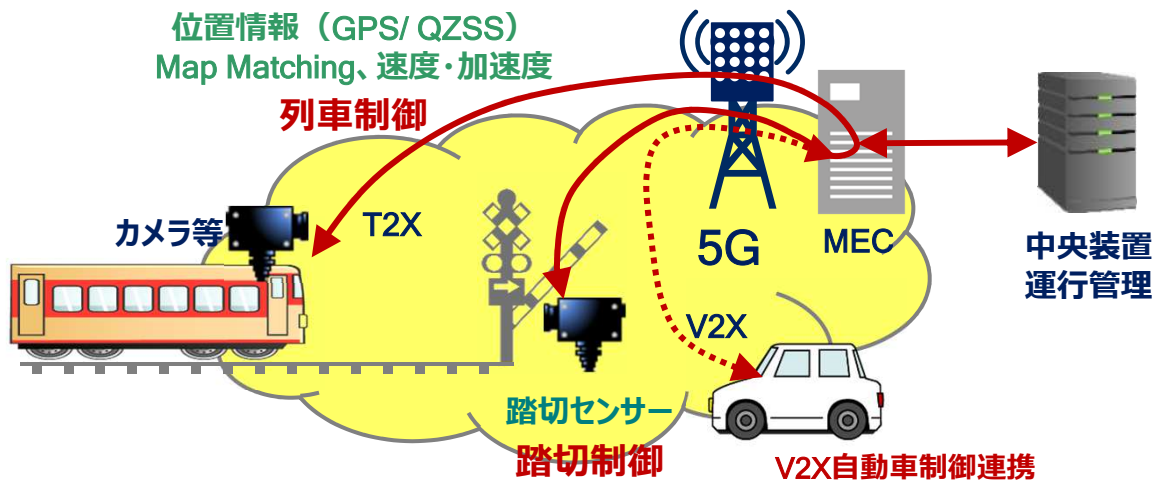 位置情報（GPS/ QZSS）
Map Matching、速度・加速度
列車制御
カメラ等
T2X
5G
MEC
中央装置
運行管理
V2X
踏切センサー
踏切制御
V2X自動車制御連携